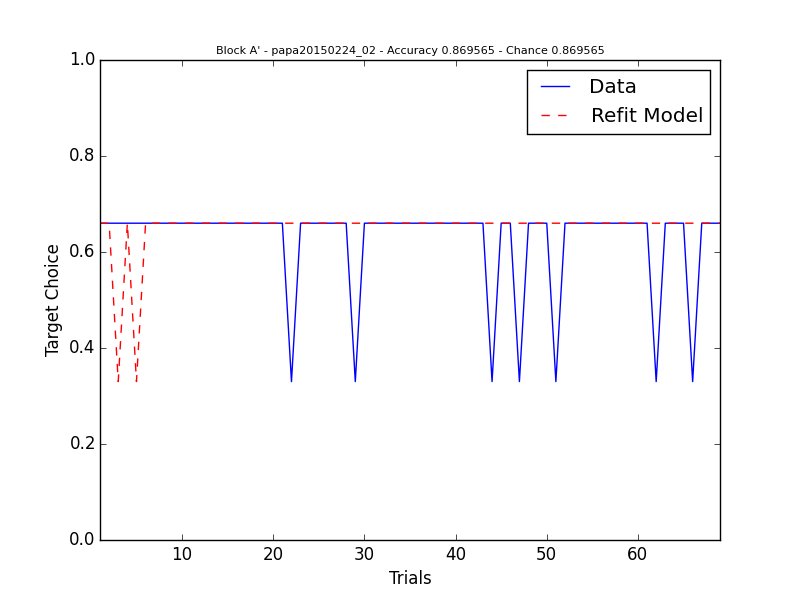 Block A' - papa20150224_02 - Accuracy 0.869565 - Chance 0.869565
1.0
0.8
0.6
0.4
0.2
0.0
Target Choice
Data
Refit Model
10 20 30 40 50 60
Trials